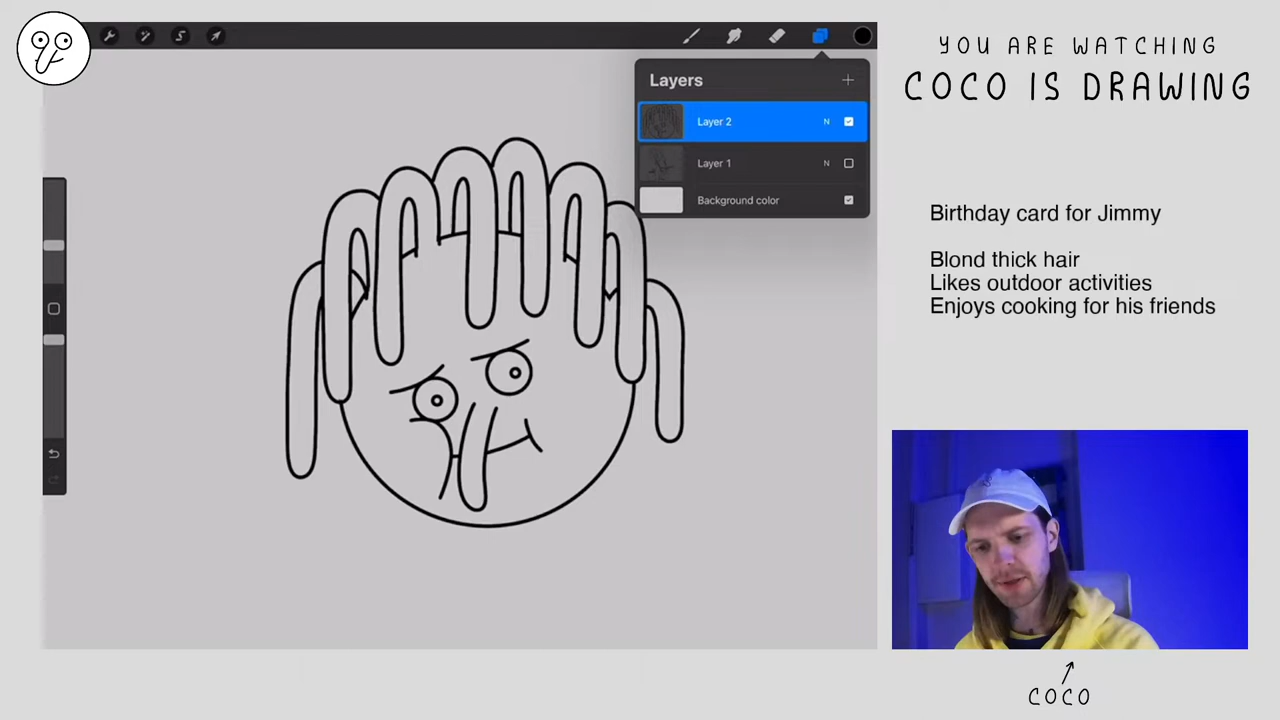 YOU ARE WATCHING
COCO IS DRAWING
Layers
Layer 2
N
Layer 1
N
Background color
Birthday card for Jimmy
Blond thick hair
Likes outdoor activities
Enjoys cooking for his friends
COCO